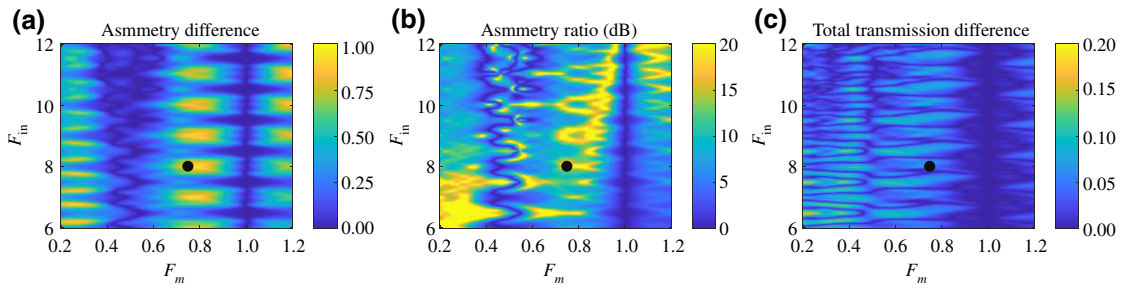 (a)
Asmmetry difference
12
10
8
6
F_in
0.2 0.4 0.6 0.8 1.0 1.2
F_m
1.00
0.75
0.50
0.25
0.00
(b)
Asmmetry ratio (dB)
12
10
8
6
F_in
0.2 0.4 0.6 0.8 1.0 1.2
F_m
20
15
10
5
0
(c)
Total transmission difference
12
10
8
6
F_in
0.2 0.4 0.6 0.8 1.0 1.2
F_m
0.20
0.15
0.10
0.05
0.00